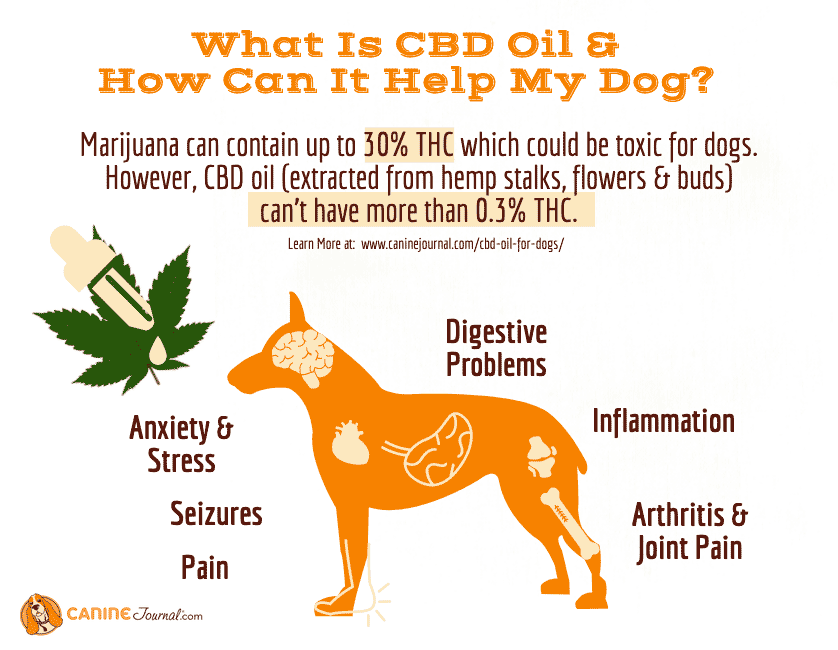 What Is CBD Oil &
How Can It Help My Dog?
Marijuana can contain up to 30% THC which could be toxic for dogs.
However, CBD oil (extracted from hemp stalks, flowers & buds)
can't have more than 0.3% THC.
Learn More at: www.caninejournal.com/cbd-oil-for-dogs/
Digestive
Problems
Inflammation
Anxiety &
Stress
Seizures
Arthritis &
Joint Pain
Pain
CANINE Journal.com